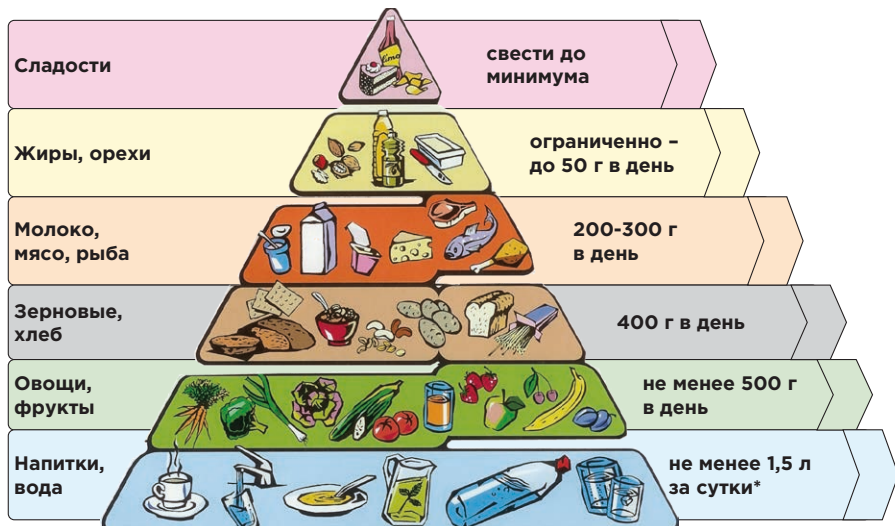 Сладости
свести до
минимума
Жиры, орехи
ограниченно –
до 50 г в день
Молоко,
мясо, рыба
200-300 г
в день
Зерновые,
хлеб
400 г в день
Овощи,
фрукты
не менее 500 г
в день
Напитки,
вода
не менее 1,5 л
за сутки*